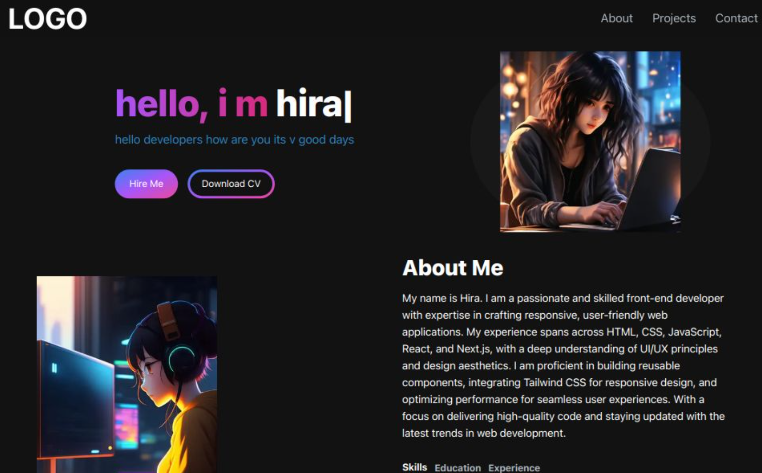 LOGO
About Projects Contact
hello, i m hira|
hello developers how are you its v good days
Hire Me Download CV
About Me
My name is Hira. I am a passionate and skilled front-end developer
with expertise in crafting responsive, user-friendly web
applications. My experience spans across HTML, CSS, JavaScript,
React, and Next.js, with a deep understanding of UI/UX principles
and design aesthetics. I am proficient in building reusable
components, integrating Tailwind CSS for responsive design, and
optimizing performance for seamless user experiences. With a
focus on delivering high-quality code and staying updated with the
latest trends in web development.
Skills Education Experience